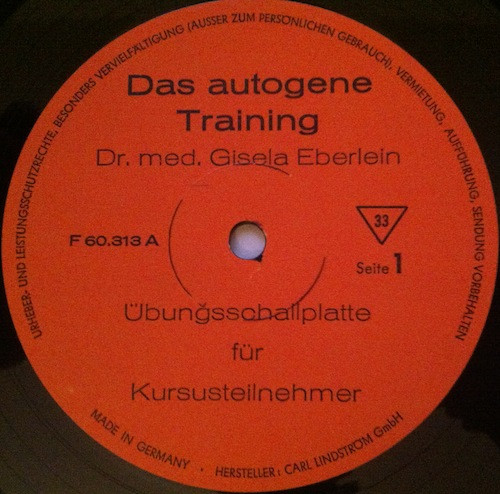 URHEBER- UND LEISTUNGSSCHUTZRECHTE, BESONDERS VERVIELFÄLTIGUNG (AUSSER ZUM PERSÖNLICHEN GEBRAUCH), VERMIETUNG, AUFFÜHRUNG, SENDUNG VORBEHALTEN
Das autogene
Training
Dr. med. Gisela Eberlein
F 60.313 A
33
Seite 1
Übungsschallplatte
für
Kursusteilnehmer
MADE IN GERMANY · HERSTELLER: CARL LINDSTRÖM GmbH